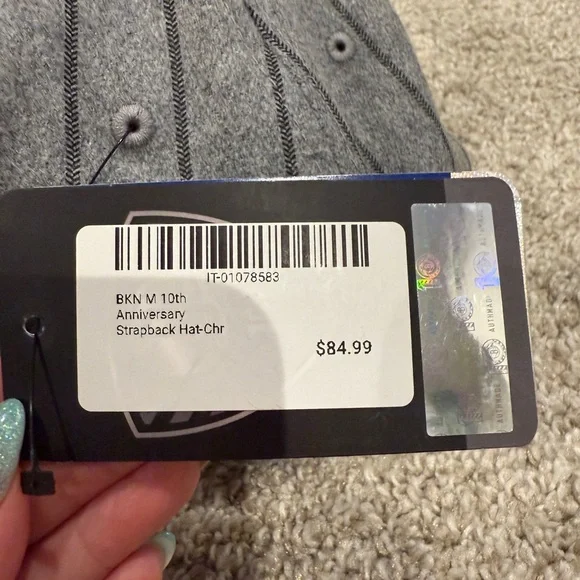 IT-01078583
BKN M 10th
Anniversary
Strapback Hat-Chr
$84.99